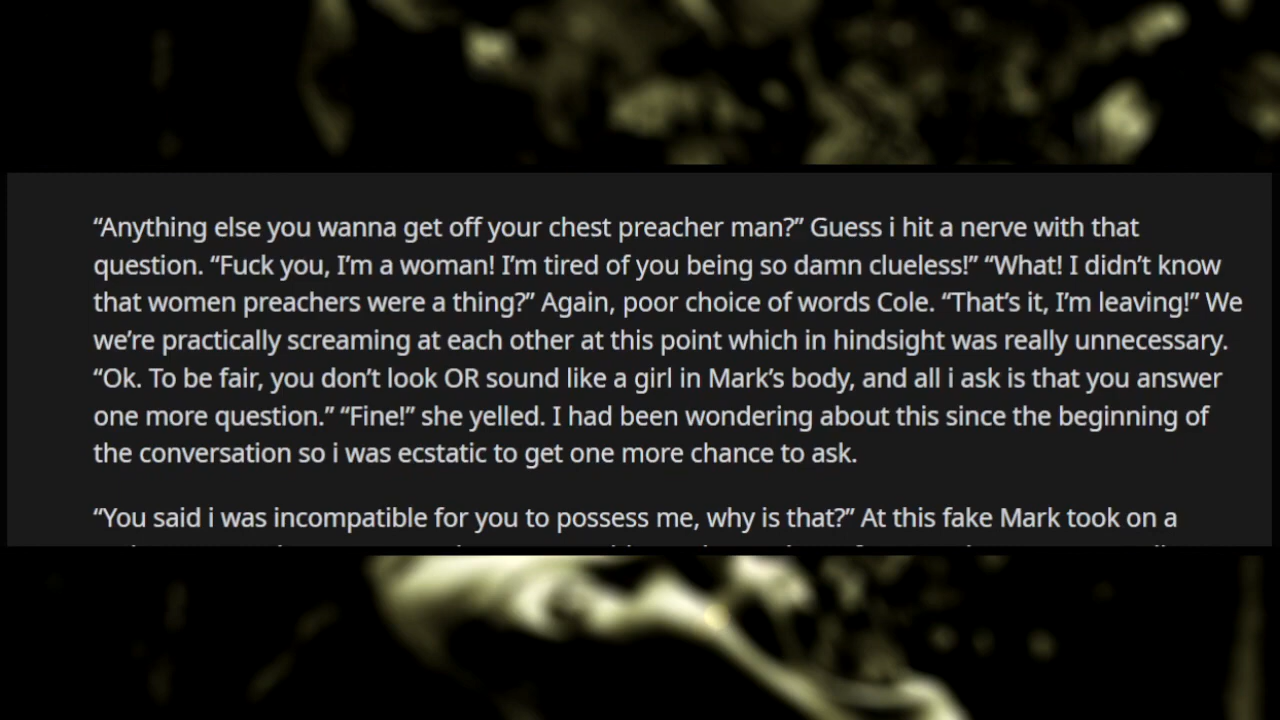 “Anything else you wanna get off your chest preacher man?” Guess i hit a nerve with that
question. “Fuck you, I’m a woman! I’m tired of you being so damn clueless!” “What! I didn’t know
that women preachers were a thing?” Again, poor choice of words Cole. “That’s it, I’m leaving!” We
we’re practically screaming at each other at this point which in hindsight was really unnecessary.
“Ok. To be fair, you don’t look OR sound like a girl in Mark’s body, and all i ask is that you answer
one more question.” “Fine!” she yelled. I had been wondering about this since the beginning of
the conversation so i was ecstatic to get one more chance to ask.
“You said i was incompatible for you to possess me, why is that?” At this fake Mark took on a